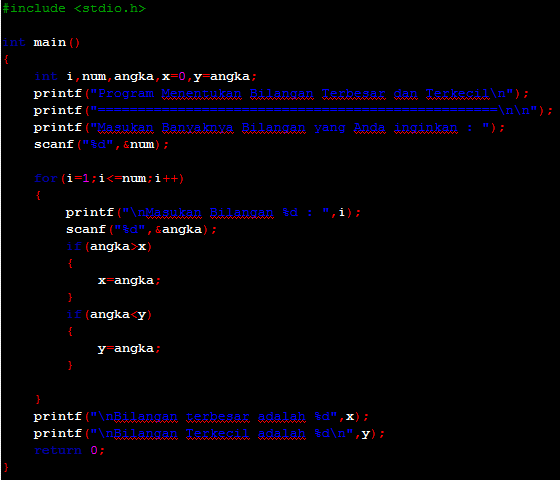 #include <stdio.h>
int main()
{
int i,num,angka,x=0,y=angka;
printf("Program Menentukan Bilangan Terbesar dan Terkecil\n");
printf("==================================================\n\n");
printf("Masukan Banyaknya Bilangan yang Anda inginkan : ");
scanf("%d",&num);
for(i=1;i<=num;i++)
{
printf("\nMasukan Bilangan %d : ",i);
scanf("%d",&angka);
if(angka>x)
{
x=angka;
}
if(angka<y)
{
y=angka;
}
}
printf("\nBilangan terbesar adalah %d",x);
printf("\nBilangan Terkecil adalah %d\n",y);
return 0;
}